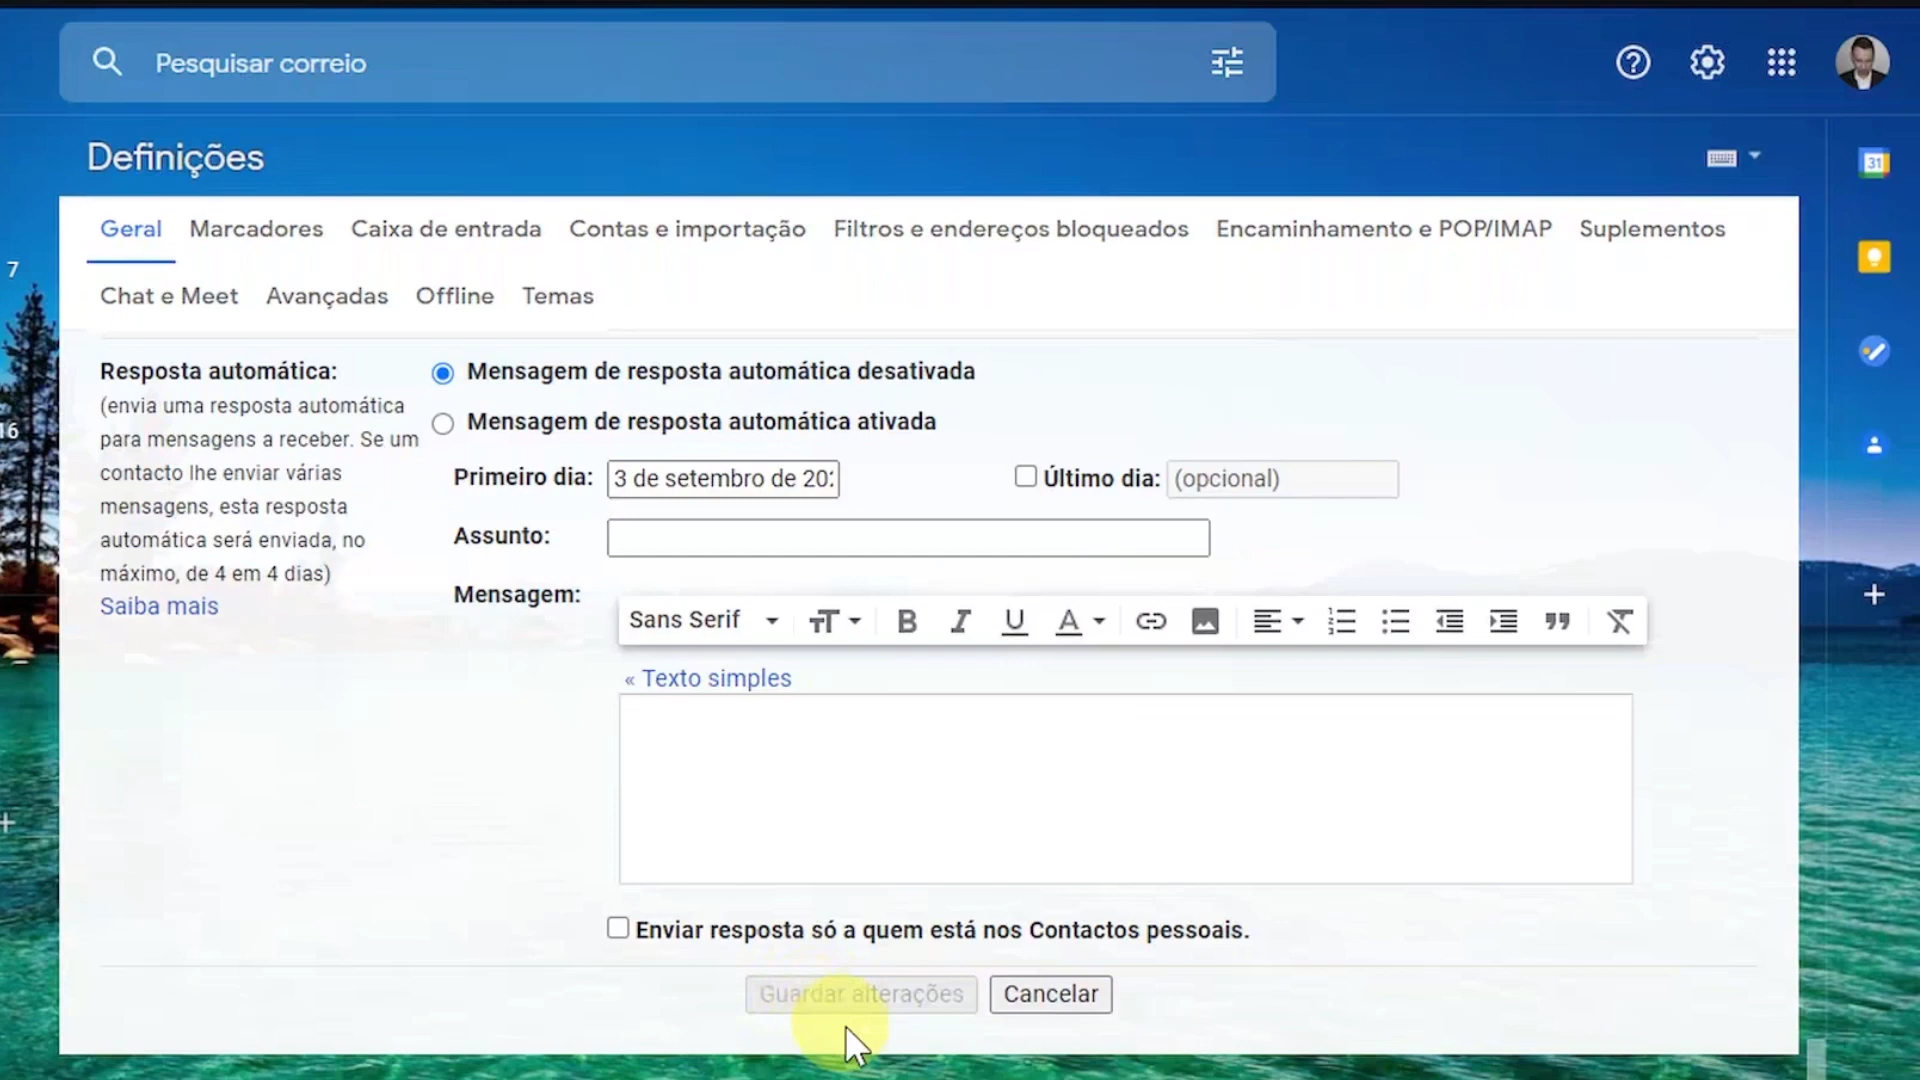 Pesquisar correio
Definições
31
Geral Marcadores Caixa de entrada Contas e importação Filtros e endereços bloqueados Encaminhamento e POP/IMAP Suplementos
7
Chat e Meet Avançadas Offline Temas
Resposta automática:
(envia uma resposta automática
para mensagens a receber. Se um
contacto lhe enviar várias
mensagens, esta resposta
automática será enviada, no
máximo, de 4 em 4 dias)
Saiba mais
16
Mensagem de resposta automática desativada
Mensagem de resposta automática ativada
Primeiro dia: 3 de setembro de 20 Último dia: (opcional)
Assunto:
Mensagem:
Sans Serif
« Texto simples
Enviar resposta só a quem está nos Contactos pessoais.
Guardar alterações Cancelar